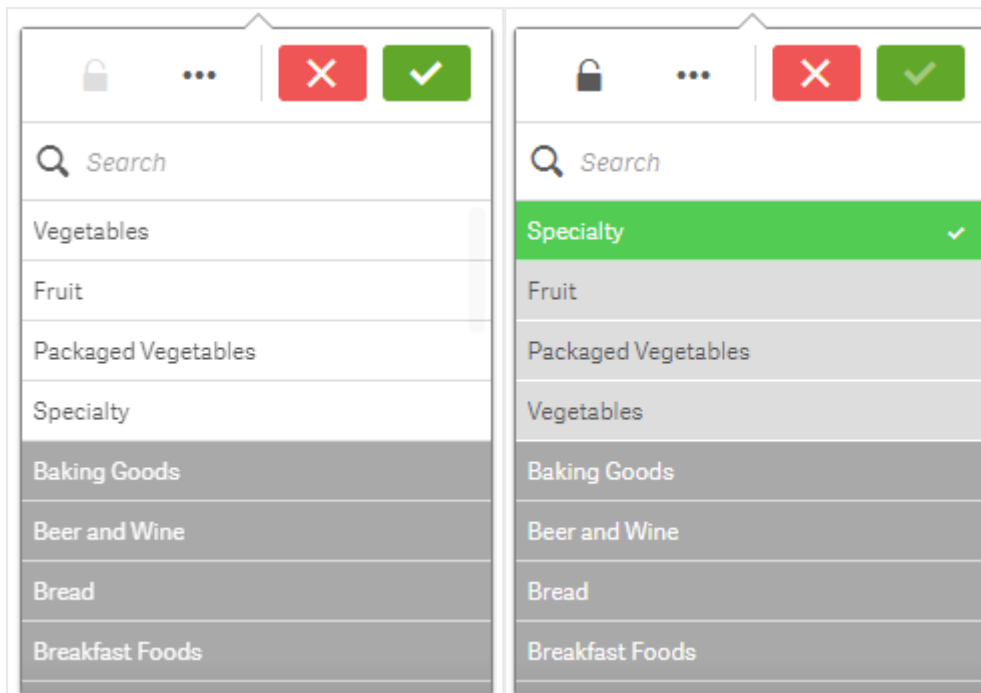 Search
Vegetables
Fruit
Packaged Vegetables
Specialty
Baking Goods
Beer and Wine
Bread
Breakfast Foods
Search
Specialty
Fruit
Packaged Vegetables
Vegetables
Baking Goods
Beer and Wine
Bread
Breakfast Foods